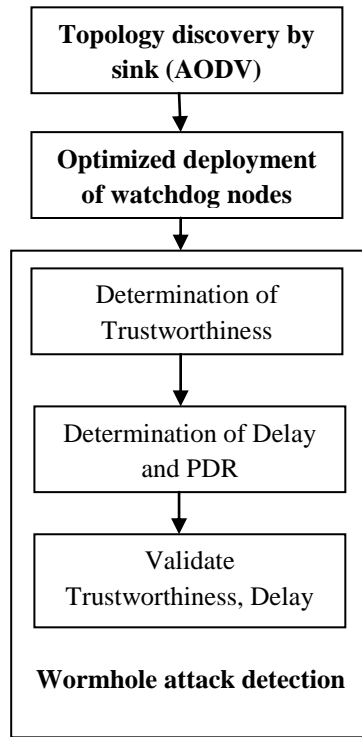 Topology discovery by
sink (AODV)
Optimized deployment
of watchdog nodes
Determination of
Trustworthiness
Determination of Delay
and PDR
Validate
Trustworthiness, Delay
Wormhole attack detection